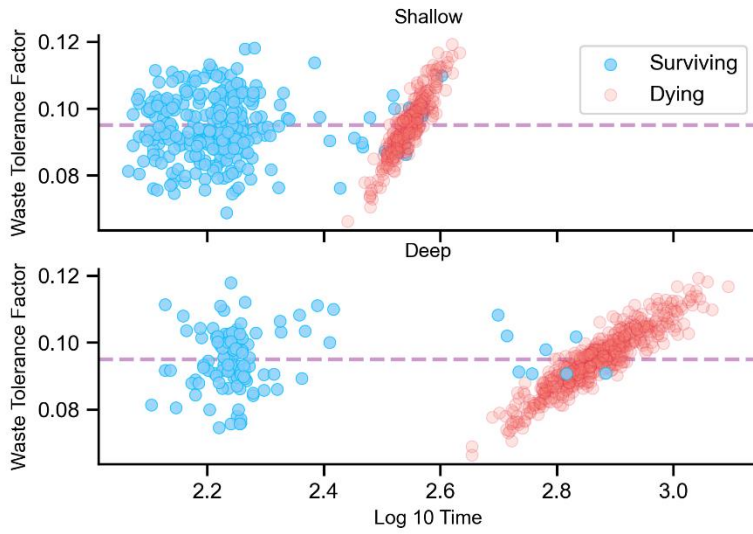 Shallow
Waste Tolerance Factor
0.12
0.10
0.08
Surviving
Dying
Deep
Waste Tolerance Factor
0.12
0.10
0.08
2.2 2.4 2.6 2.8 3.0
Log 10 Time